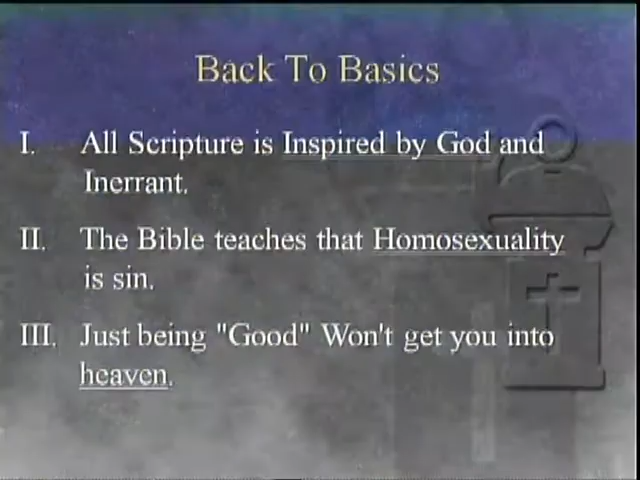 Back To Basics
I. All Scripture is Inspired by God and
Inerrant.
II. The Bible teaches that Homosexuality
is sin.
III. Just being "Good" Won't get you into
heaven.